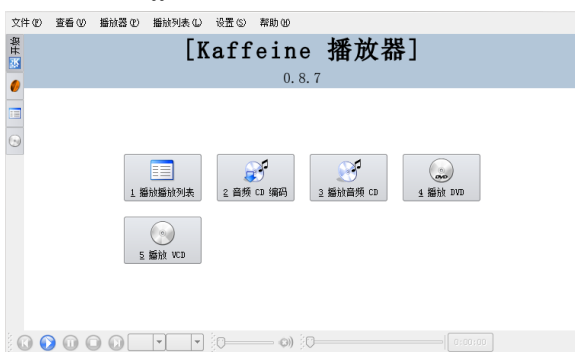 文件(F) 查看(V) 播放器(P) 播放列表(L) 设置(S) 帮助(H)
开始
[Kaffeine 播放器]
0.8.7
1 播放播放列表 2 音频 CD 编码 3 播放音频 CD 4 播放 DVD
5 播放 VCD
0:00:00